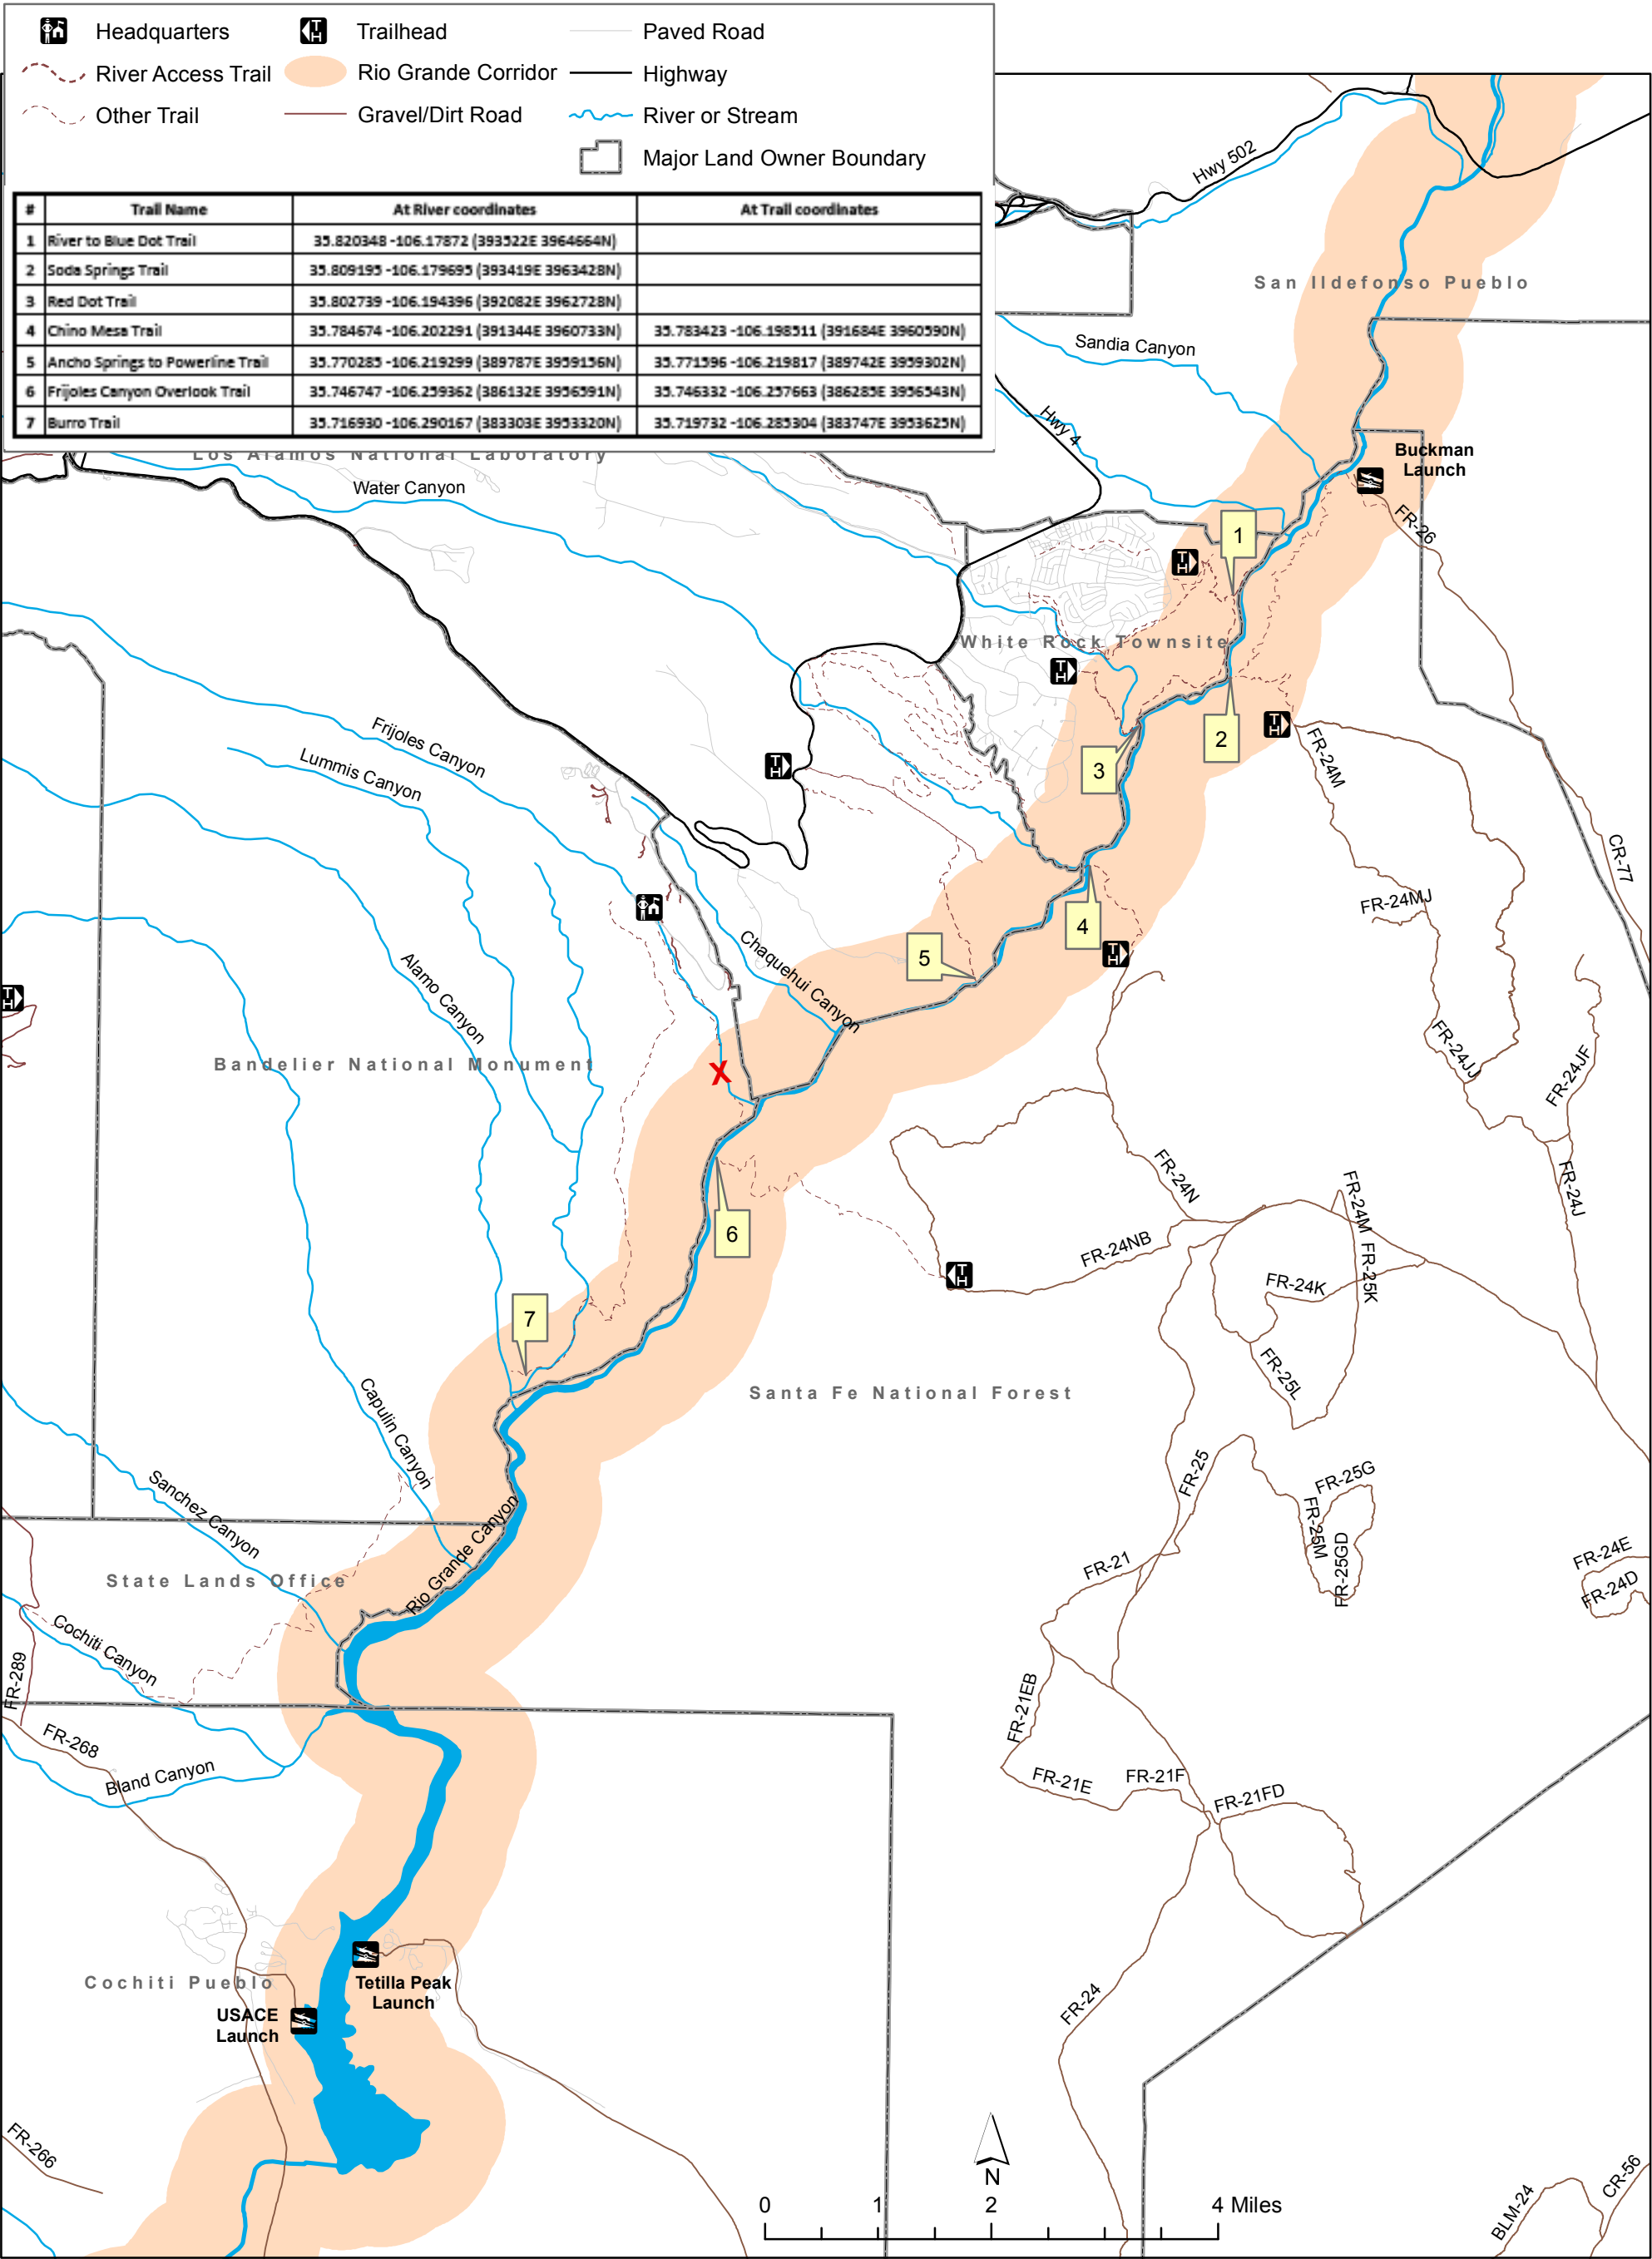 Headquarters
Trailhead
Paved Road
River Access Trail
Rio Grande Corridor
Highway
Other Trail
Gravel/Dirt Road
River or Stream
Major Land Owner Boundary
# Trail Name At River coordinates At Trail coordinates
1 River to Blue Dot Trail 35.820348 -106.17872 (393522E 3964664N)
2 Soda Springs Trail 35.809195 -106.179695 (393419E 3963428N)
3 Red Dot Trail 35.802739 -106.194396 (392082E 3962728N)
4 Chino Mesa Trail 35.784674 -106.202291 (391344E 3960733N) 35.783423 -106.198511 (391684E 3960590N)
5 Ancho Springs to Powerline Trail 35.770285 -106.219299 (389787E 3959156N) 35.771596 -106.219817 (389742E 3959302N)
6 Frijoles Canyon Overlook Trail 35.746747 -106.259362 (386132E 3956591N) 35.746332 -106.257663 (386285E 3956543N)
7 Burro Trail 35.716930 -106.290167 (383303E 3953320N) 35.719732 -106.285304 (383747E 3953625N)
Hwy 502
San Ildefonso Pueblo
Sandia Canyon
Hwy 4
Buckman
Launch
Los Alamos National Laboratory
Water Canyon
FR-26
1
TH
White Rock Townsite
TH
2
TH
3
TH
FR-24M
Frijoles Canyon
Lummis Canyon
CR-77
FR-24MJ
4
TH
5
Chaquehui Canyon
Alamo Canyon
TH
Bandelier National Monument
X
FR-24JJ
FR-24JF
FR-24N
FR-24J
FR-24M
6
FR-24NB
FR-25K
TH
FR-24K
7
FR-25L
Santa Fe National Forest
Capulin Canyon
FR-25
FR-25G
Sanchez Canyon
FR-25M
Rio Grande Canyon
FR-25GD
FR-24E
FR-21
State Lands Office
FR-24D
Cochiti Canyon
FR-289
FR-21EB
FR-268
Bland Canyon
FR-21E
FR-21F
FR-21FD
Cochiti Pueblo
Tetilla Peak
Launch
USACE
Launch
FR-24
FR-266
N
0 1 2 4 Miles
BLM-24
CR-56